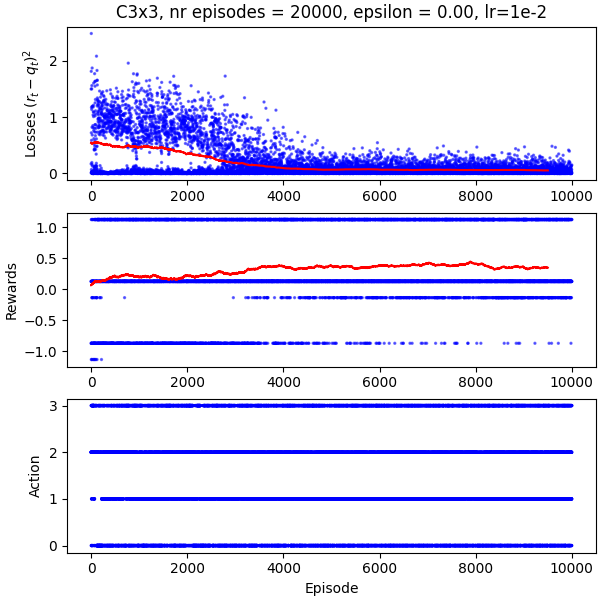 C3x3, nr episodes = 20000, epsilon = 0.00, lr=1e-2
Losses $(r_t - q_t)^2$
2
1
0
0 2000 4000 6000 8000 10000
Rewards
1.0
0.5
0.0
−0.5
−1.0
0 2000 4000 6000 8000 10000
Action
3
2
1
0
0 2000 4000 6000 8000 10000
Episode